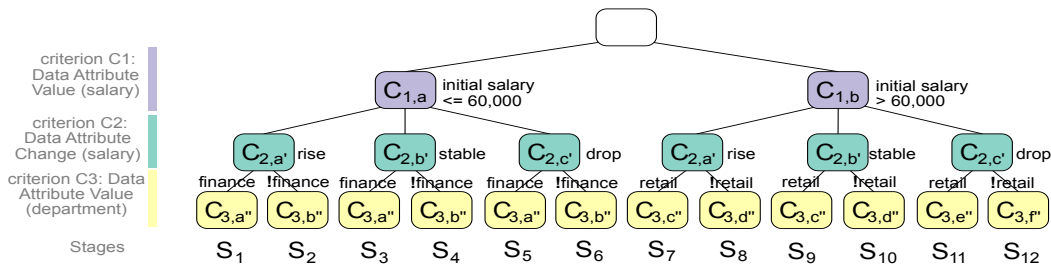 criterion C1:
Data Attribute
Value (salary)
C1,a
initial salary
<= 60,000
C1,b
initial salary
> 60,000
criterion C2:
Data Attribute
Change (salary)
C2,a' rise
C2,b' stable
C2,c' drop
C2,a' rise
C2,b' stable
C2,c' drop
criterion C3: Data
Attribute Value
(department)
finance !finance finance !finance finance !finance retail !retail retail !retail retail !retail
C3,a" C3,b" C3,a" C3,b" C3,a" C3,b" C3,c" C3,d" C3,c" C3,d" C3,e" C3,f"
Stages S1 S2 S3 S4 S5 S6 S7 S8 S9 S10 S11 S12